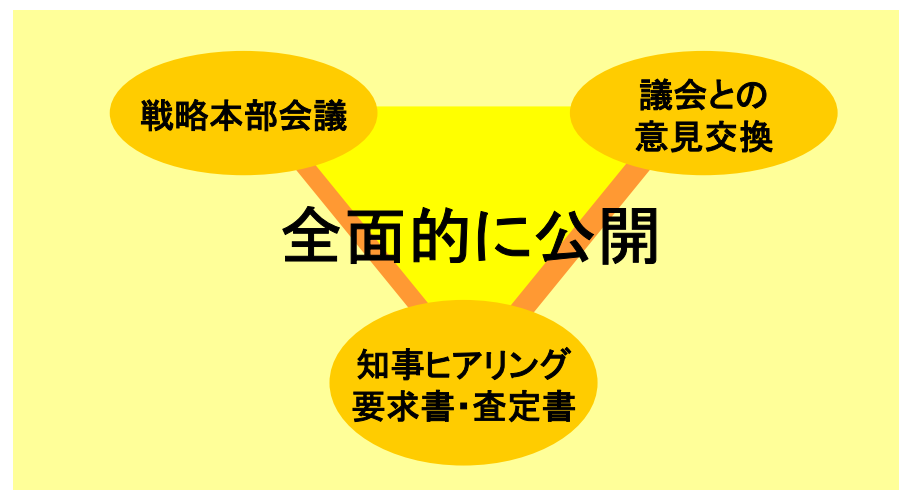 戦略本部会議
議会との
意見交換
全面的に公開
知事ヒアリング
要求書・査定書